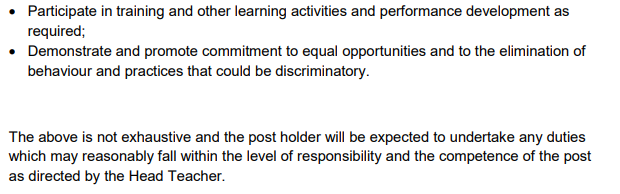 • Participate in training and other learning activities and performance development as
required;
• Demonstrate and promote commitment to equal opportunities and to the elimination of
behaviour and practices that could be discriminatory.
The above is not exhaustive and the post holder will be expected to undertake any duties
which may reasonably fall within the level of responsibility and the competence of the post
as directed by the Head Teacher.